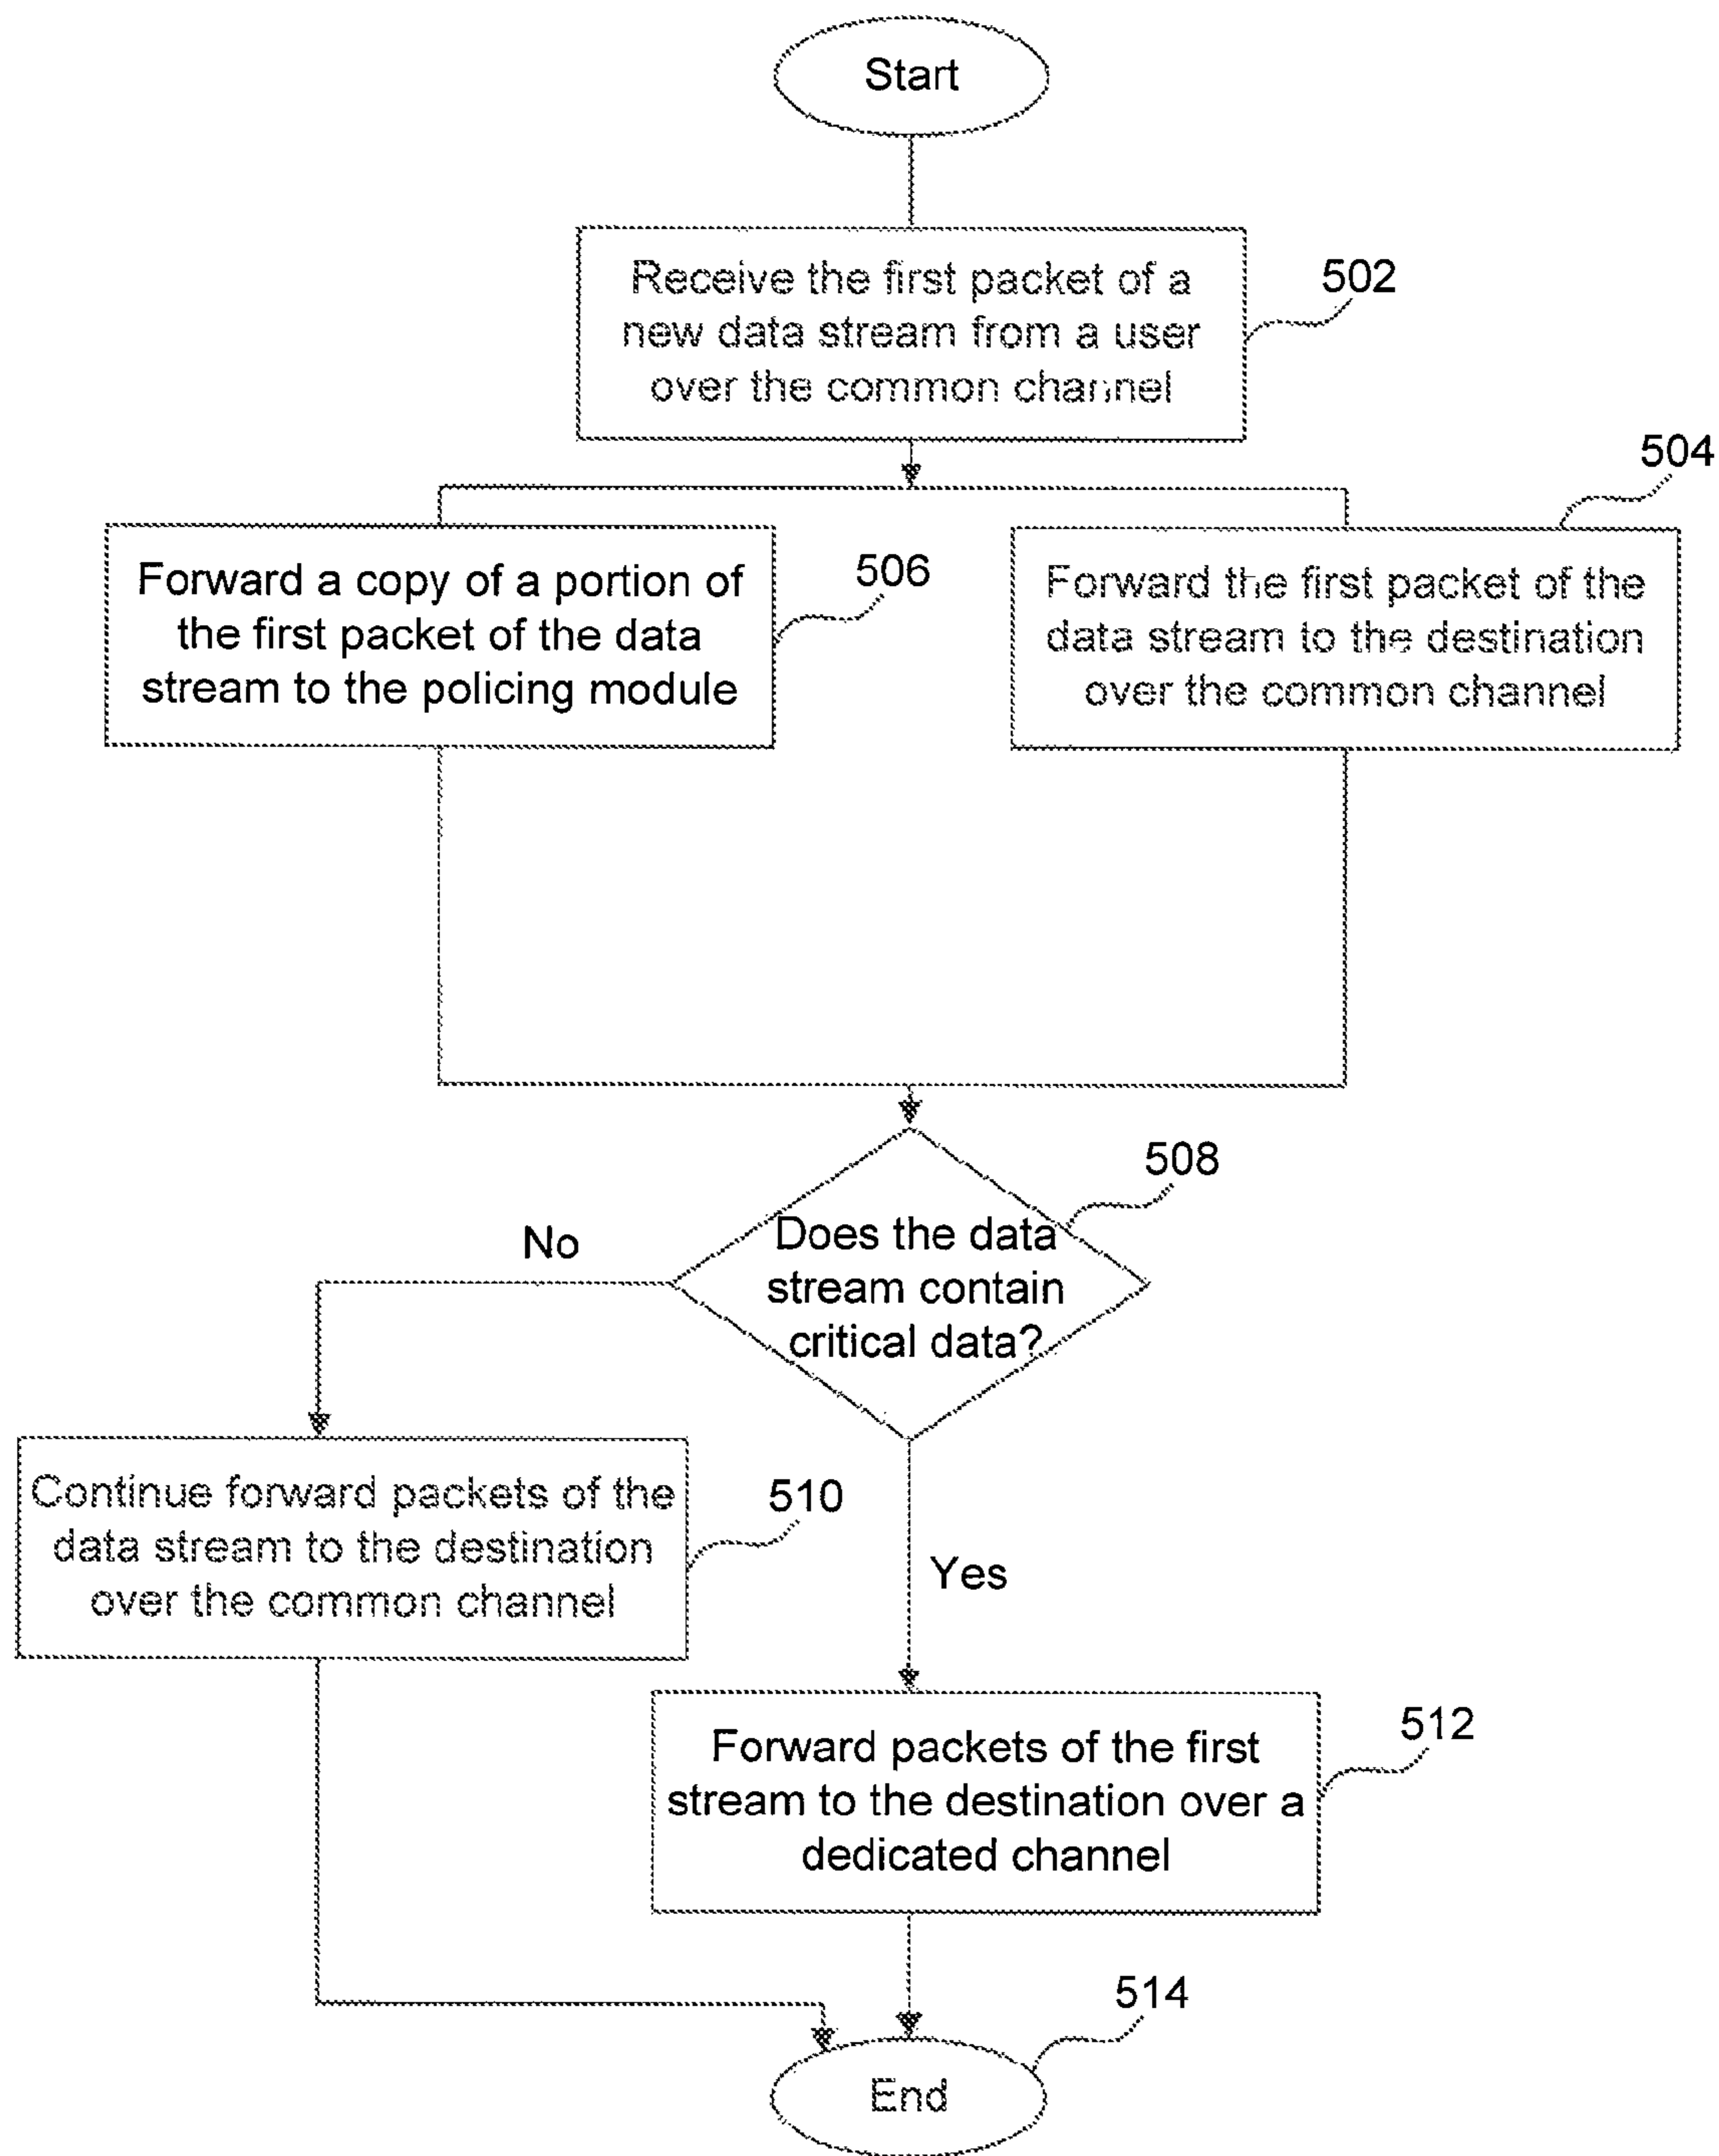 Start
Receive the first packet of a
new data stream from a user
over the common channel
502
504
Forward a copy of a portion of
the first packet of the data
stream to the policing module
506
Forward the first packet of the
data stream to the destination
over the common channel
508
Does the data
stream contain
critical data?
No
Continue forward packets of the
data stream to the destination
over the common channel
510
Yes
Forward packets of the first
stream to the destination over a
dedicated channel
512
514
End